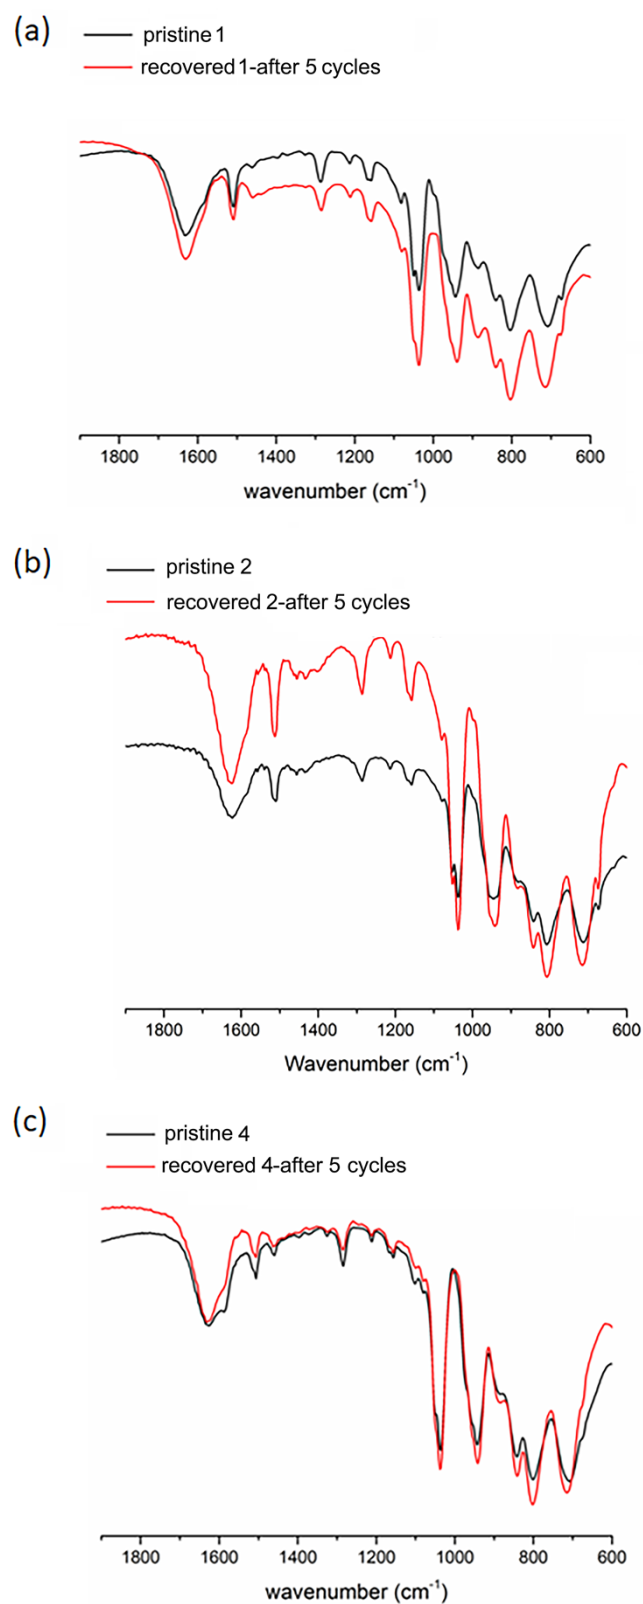 (a)
pristine 1
recovered 1-after 5 cycles
1800 1600 1400 1200 1000 800 600
wavenumber (cm⁻¹)
(b)
pristine 2
recovered 2-after 5 cycles
1800 1600 1400 1200 1000 800 600
Wavenumber (cm⁻¹)
(c)
pristine 4
recovered 4-after 5 cycles
1800 1600 1400 1200 1000 800 600
wavenumber (cm⁻¹)